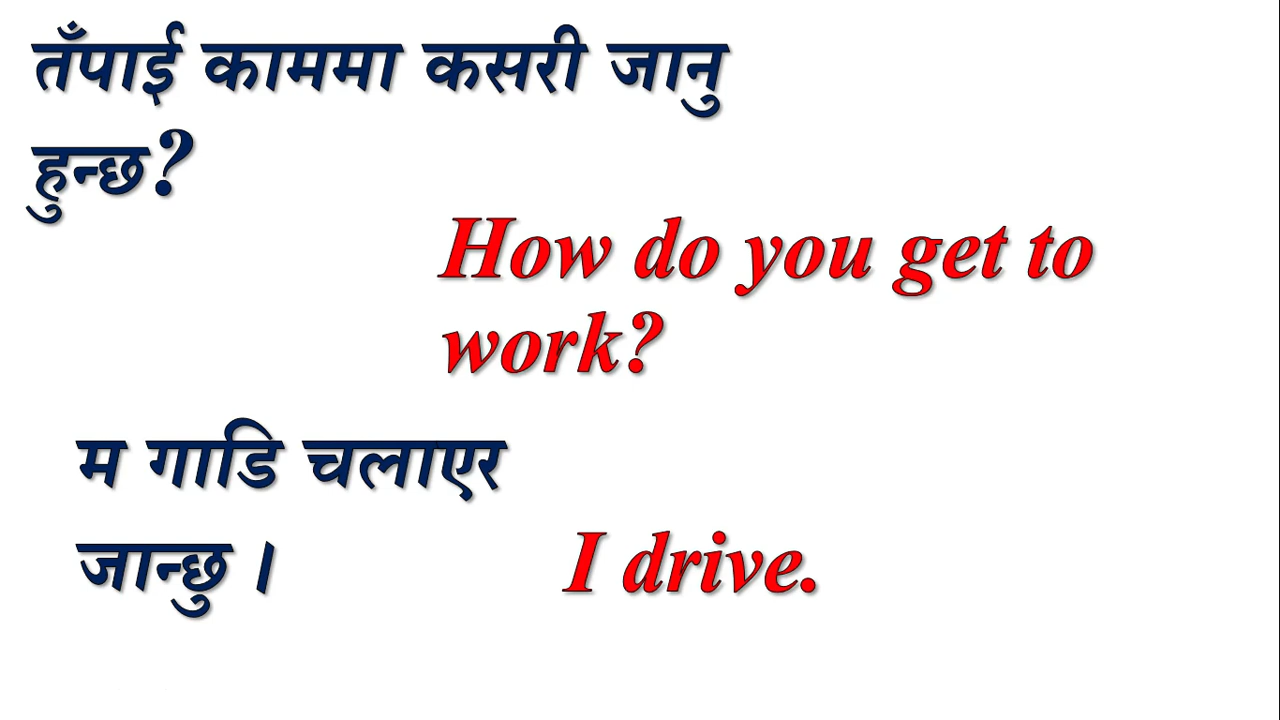 तँपाई काममा कसरी जानु
हुन्छ?
How do you get to
work?
म गाडि चलाएर
जान्छु ।
I drive.